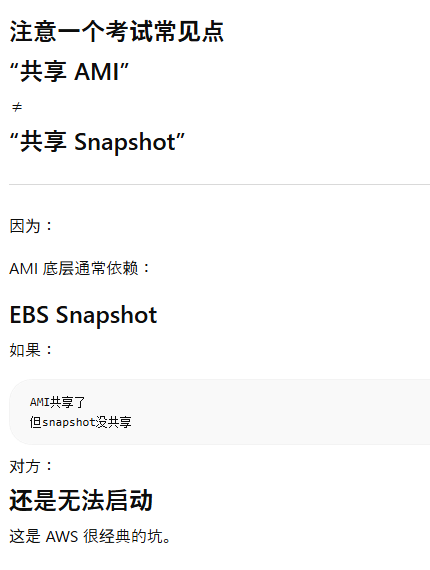 注意一个考试常见点
“共享 AMI”
≠
“共享 Snapshot”
因为：
AMI 底层通常依赖：
EBS Snapshot
如果：
AMI共享了
但snapshot没共享
对方：
还是无法启动
这是 AWS 很经典的坑。